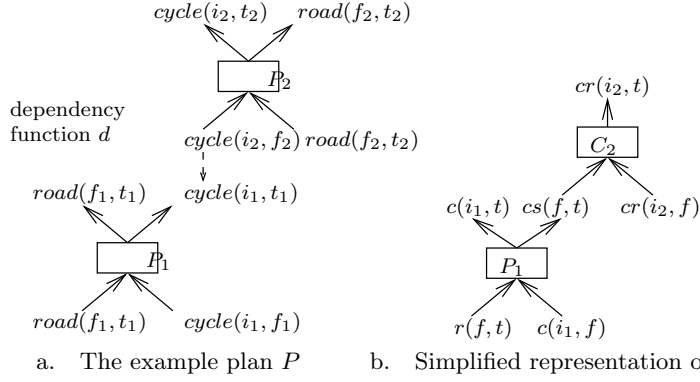 cycle(i₂, t₂) road(f₂, t₂)
P₂
dependency
function d
cycle(i₂, f₂) road(f₂, t₂)
road(f₁, t₁) cycle(i₁, t₁)
P₁
road(f₁, t₁) cycle(i₁, f₁)
a. The example plan P
cr(i₂, t)
C₂
c(i₁, t) cs(f, t) cr(i₂, f)
P₁
r(f, t) c(i₁, f)
b. Simplified representation o